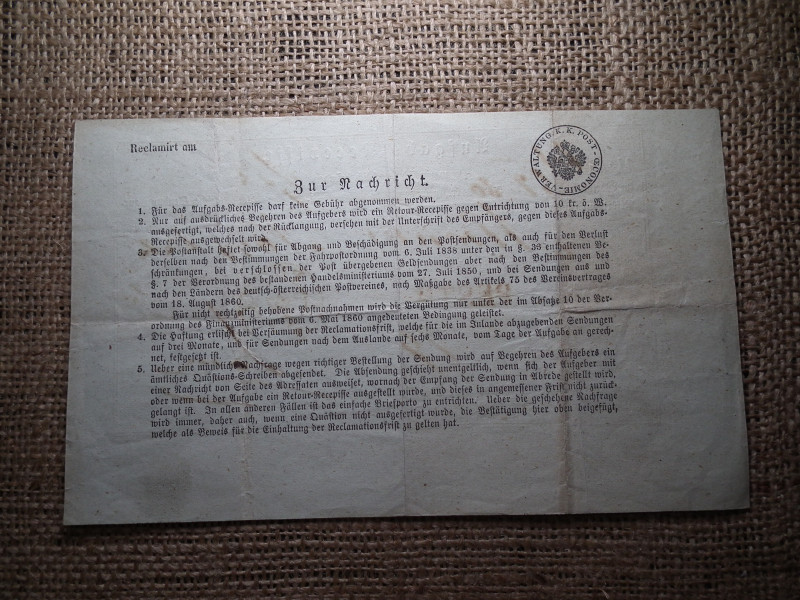 Reclamirt am
VERWALTUNG K. K. POST-OECONOMIE-
Zur Nachricht.
1. Für das Aufgabs-Recepisse darf keine Gebühr abgenommen werden.
2. Nur auf ausdrückliches Begehren des Aufgebers wird ein Retour-Recepisse gegen Entrichtung von 10 kr. ö. W.
ausgefertigt, welches nach der Rücklangung, versehen mit der Unterschrift des Empfängers, gegen dieses Aufgabs-
Recepisse ausgewechselt wird.
3. Die Postanstalt haftet sowohl für Abgang und Beschädigung an den Postsendungen, als auch für den Verlust
derselben nach den Bestimmungen der Fahrpostordnung vom 6. Juli 1838 unter den in §. 33 enthaltenen Be-
schränkungen, bei verschlossen der Post übergebenen Geldsendungen aber nach den Bestimmungen des
§. 7 der Verordnung des bestandenen Handelsministeriums vom 27. Juli 1850, und bei Sendungen aus und
nach den Ländern des deutsch-österreichischen Postvereines, nach Maßgabe des Artikels 75 des Vereinsvertrages
vom 18. August 1860.
Für nicht rechtzeitig behobene Postnachnahmen wird die Vergütung nur unter der im Absatze 10 der Ver-
ordnung des Finanzministeriums vom 6. Mai 1860 angedeuteten Bedingung geleistet.
4. Die Haftung erlischt bei Versäumung der Reclamationsfrist, welche für die im Inlande abzugebenden Sendungen
auf drei Monate, und für Sendungen nach dem Auslande auf sechs Monate, vom Tage der Aufgabe an gerech-
net, festgesetzt ist.
5. Ueber eine mündliche Nachfrage wegen richtiger Bestellung der Sendung wird auf Begehren des Aufgebers ein
ämtliches Quästions-Schreiben abgesendet. Die Absendung geschieht unentgeltlich, wenn sich der Aufgeber mit
einer Nachricht von Seite des Adressaten ausweiset, wornach der Empfang der Sendung in Abrede gestellt wird,
oder wenn bei der Aufgabe ein Retour-Recepisse ausgestellt wurde, und dieses in angemessener Frist nicht zurück-
gelangt ist. In allen anderen Fällen ist das einfache Briefporto zu entrichten. Ueber die geschehene Nachfrage
wird immer, daher auch, wenn eine Quästion nicht ausgefertigt wurde, die Bestätigung hier oben beigefügt,
welche als Beweis für die Einhaltung der Reclamationsfrist zu gelten hat.